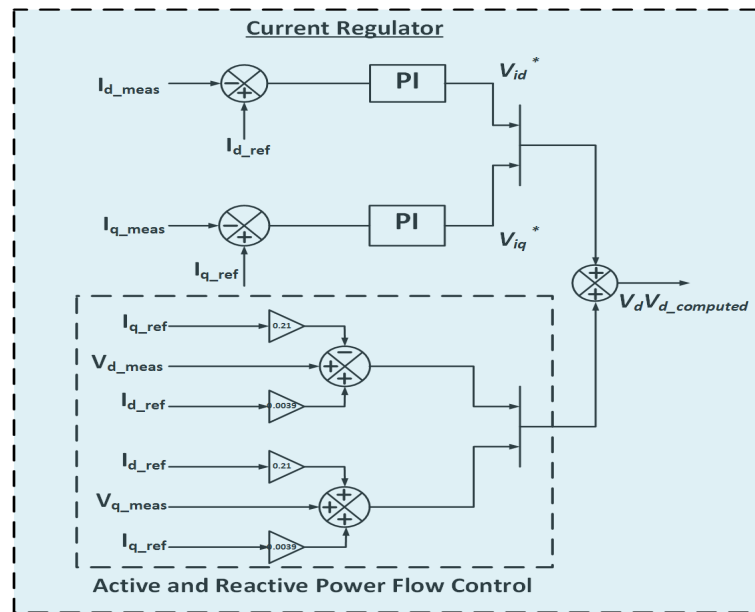 Current Regulator
I_d_meas
−
+
PI
V_id *
I_d_ref
I_q_meas
−
+
PI
V_iq *
I_q_ref
+
+
V_dV_d_computed
I_q_ref
0.21
−
V_d_meas
+
+
I_d_ref
0.0039
I_d_ref
0.21
+
V_q_meas
+
+
I_q_ref
0.0039
Active and Reactive Power Flow Control